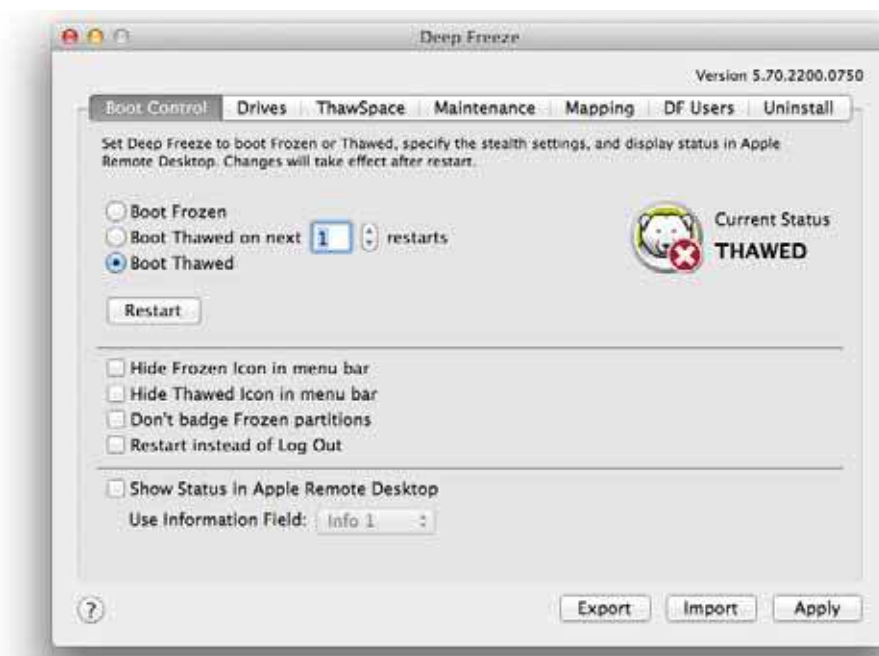 Deep Freeze
Version 5.70.2200.0750
Boot Control Drives ThawSpace Maintenance Mapping DF Users Uninstall
Set Deep Freeze to boot Frozen or Thawed, specify the stealth settings, and display status in Apple
Remote Desktop. Changes will take effect after restart.
Boot Frozen
Boot Thawed on next 1 restarts
Boot Thawed
Current Status
THAWED
Restart
Hide Frozen Icon in menu bar
Hide Thawed Icon in menu bar
Don't badge Frozen partitions
Restart instead of Log Out
Show Status in Apple Remote Desktop
Use Information Field: Info 1
? Export Import Apply